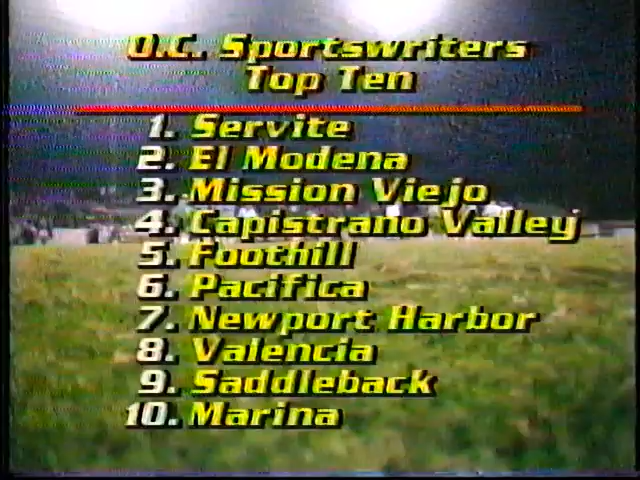 O.C. Sportswriters
Top Ten
1. Servite
2. El Modena
3. Mission Viejo
4. Capistrano Valley
5. Foothill
6. Pacifica
7. Newport Harbor
8. Valencia
9. Saddleback
10. Marina